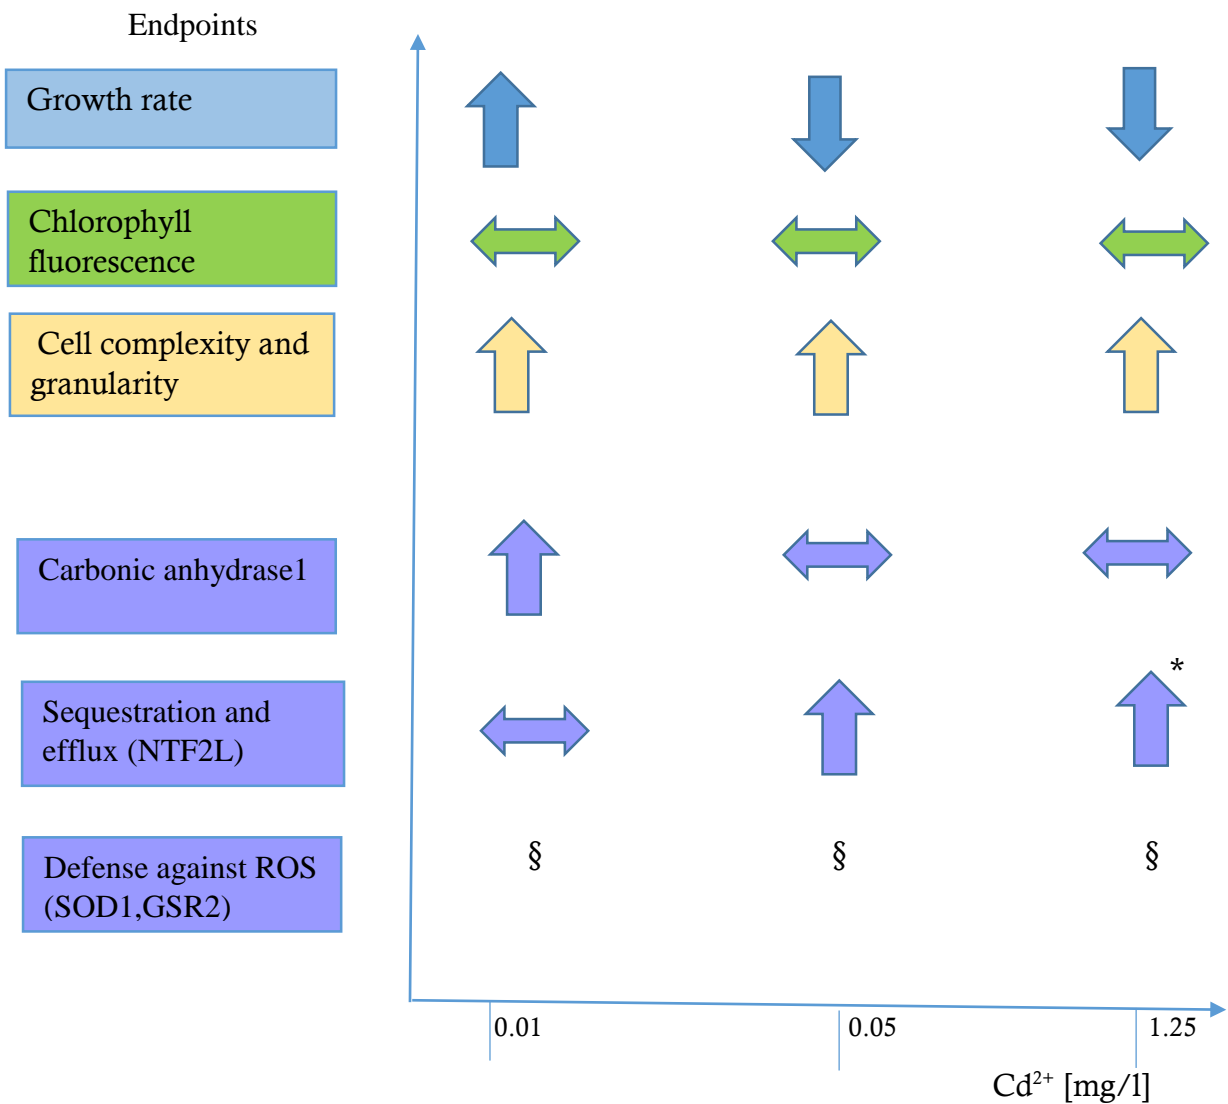 Endpoints
Growth rate
Chlorophyll
fluorescence
Cell complexity and
granularity
Carbonic anhydrase1
*
Sequestration and
efflux (NTF2L)
§ § §
Defense against ROS
(SOD1,GSR2)
0.01 0.05 1.25
Cd²⁺ [mg/l]